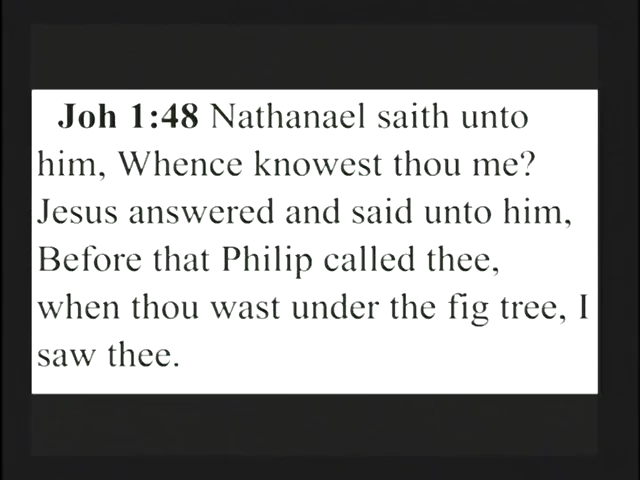 Joh 1:48 Nathanael saith unto
him, Whence knowest thou me?
Jesus answered and said unto him,
Before that Philip called thee,
when thou wast under the fig tree, I
saw thee.